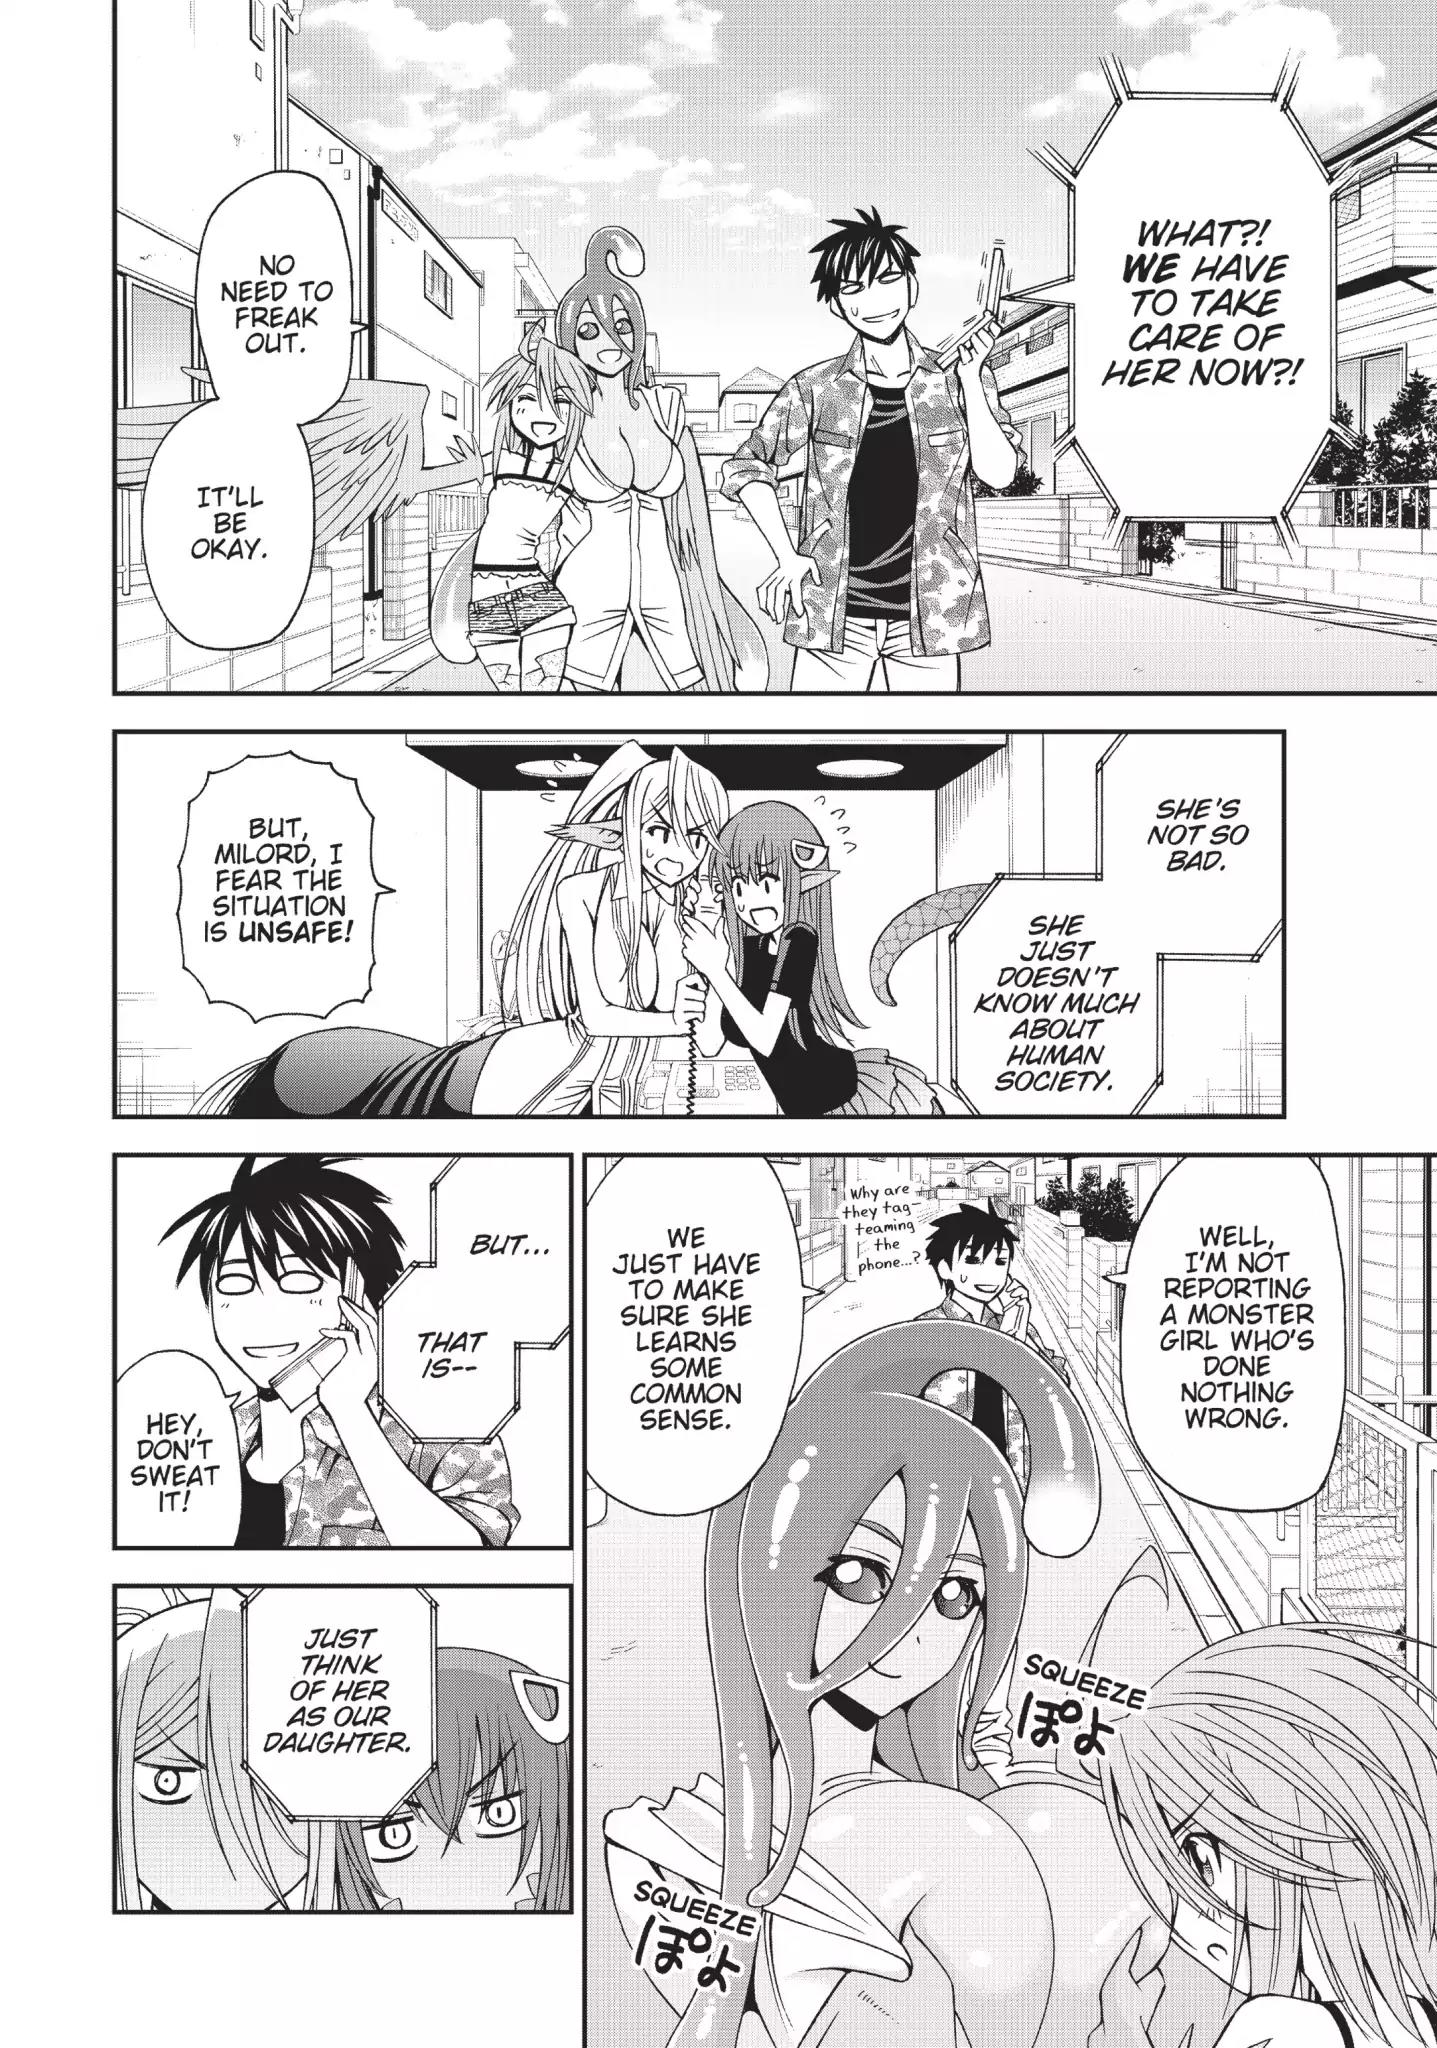 WHAT?!
WE HAVE
TO TAKE
CARE OF
HER NOW?!
NO
NEED TO
FREAK
OUT.
IT'LL
BE
OKAY.
SHE'S
NOT SO
BAD.
SHE
JUST
DOESN'T
KNOW MUCH
ABOUT
HUMAN
SOCIETY.
BUT,
MILORD, I
FEAR THE
SITUATION
IS UNSAFE!
WELL,
I'M NOT
REPORTING
A MONSTER
GIRL WHO'S
DONE
NOTHING
WRONG.
Why are
they tag-
teaming
the
phone...?
WE
JUST HAVE
TO MAKE
SURE SHE
LEARNS
SOME
COMMON
SENSE.
SQUEEZE
ぽよ
SQUEEZE
ぽよ
BUT...
THAT
IS--
HEY,
DON'T
SWEAT
IT!
JUST
THINK
OF HER
AS OUR
DAUGHTER.